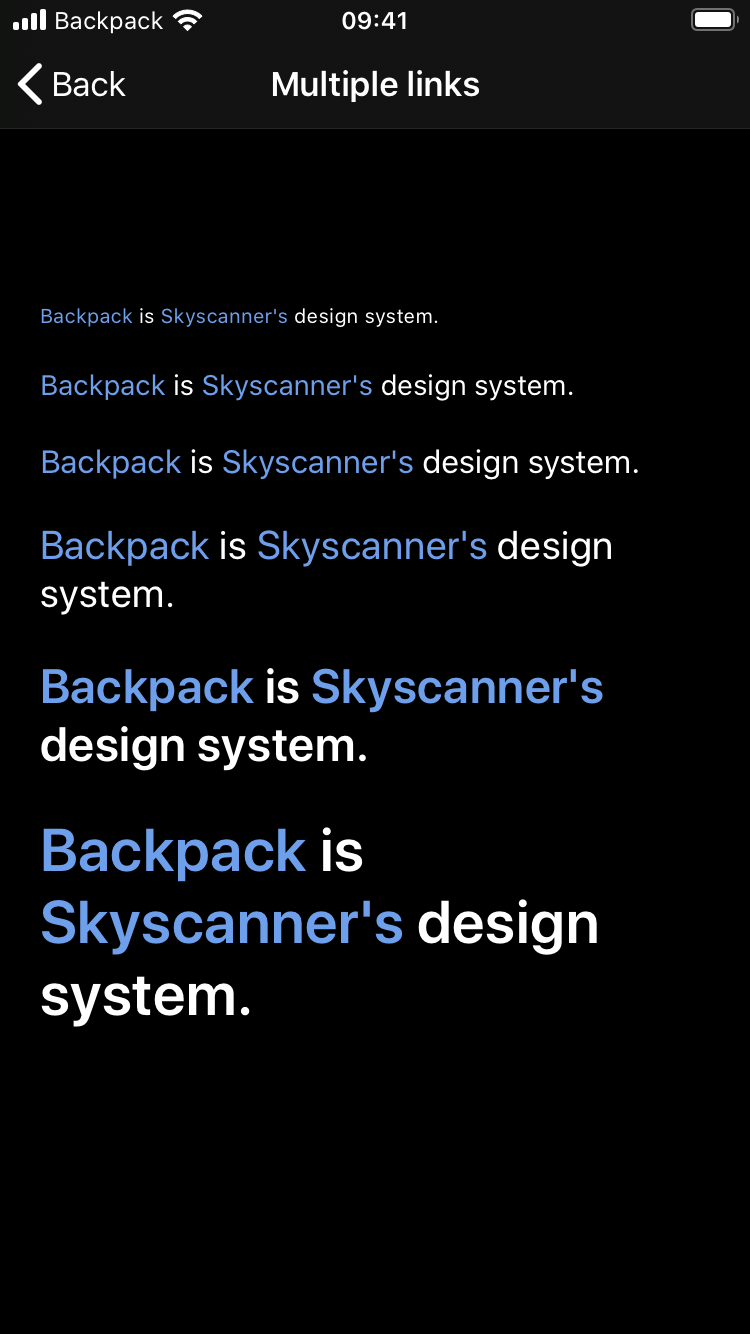 Backpack 09:41
Back Multiple links
Backpack is Skyscanner's design system.
Backpack is Skyscanner's design system.
Backpack is Skyscanner's design system.
Backpack is Skyscanner's design
system.
Backpack is Skyscanner's
design system.
Backpack is
Skyscanner's design
system.